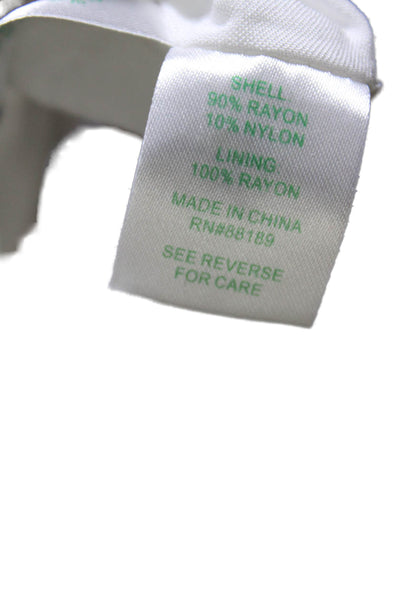 SHELL
90% RAYON
10% NYLON
LINING
100% RAYON
MADE IN CHINA
RN#88189
SEE REVERSE
FOR CARE